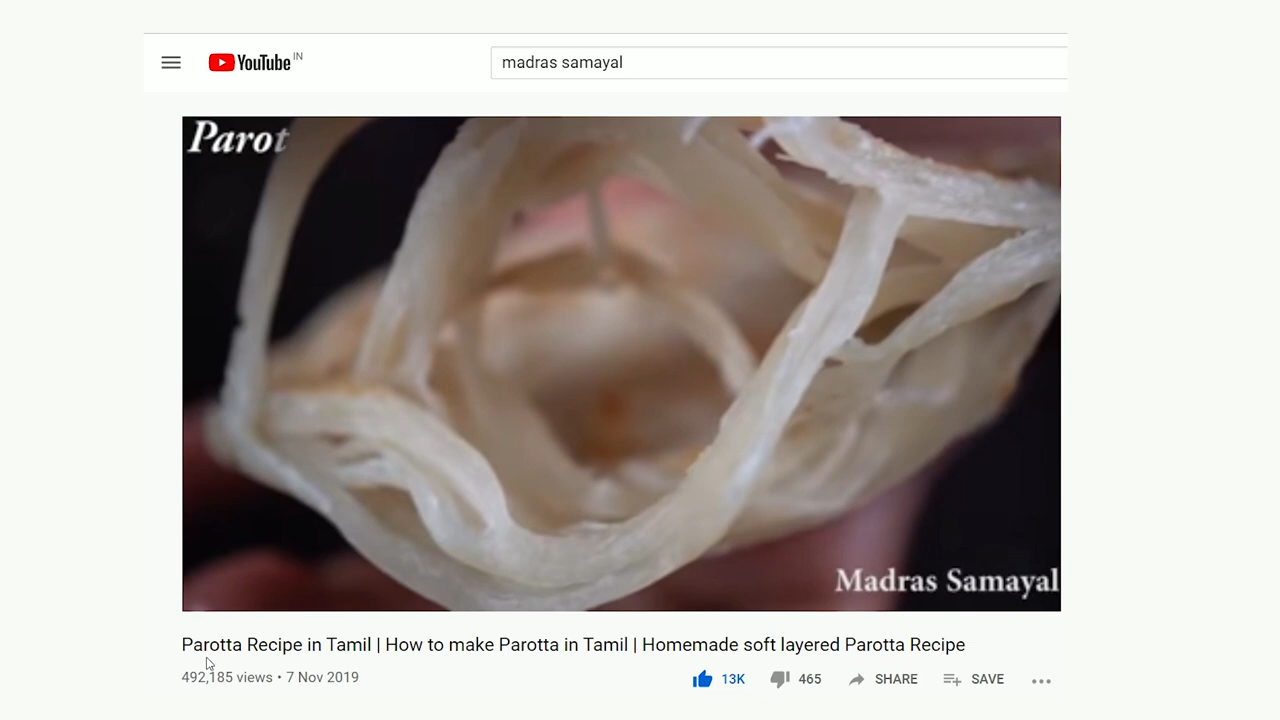 YouTube IN
madras samayal
Parot
Madras Samayal
Parotta Recipe in Tamil | How to make Parotta in Tamil | Homemade soft layered Parotta Recipe
492,185 views • 7 Nov 2019
13K 465 SHARE SAVE